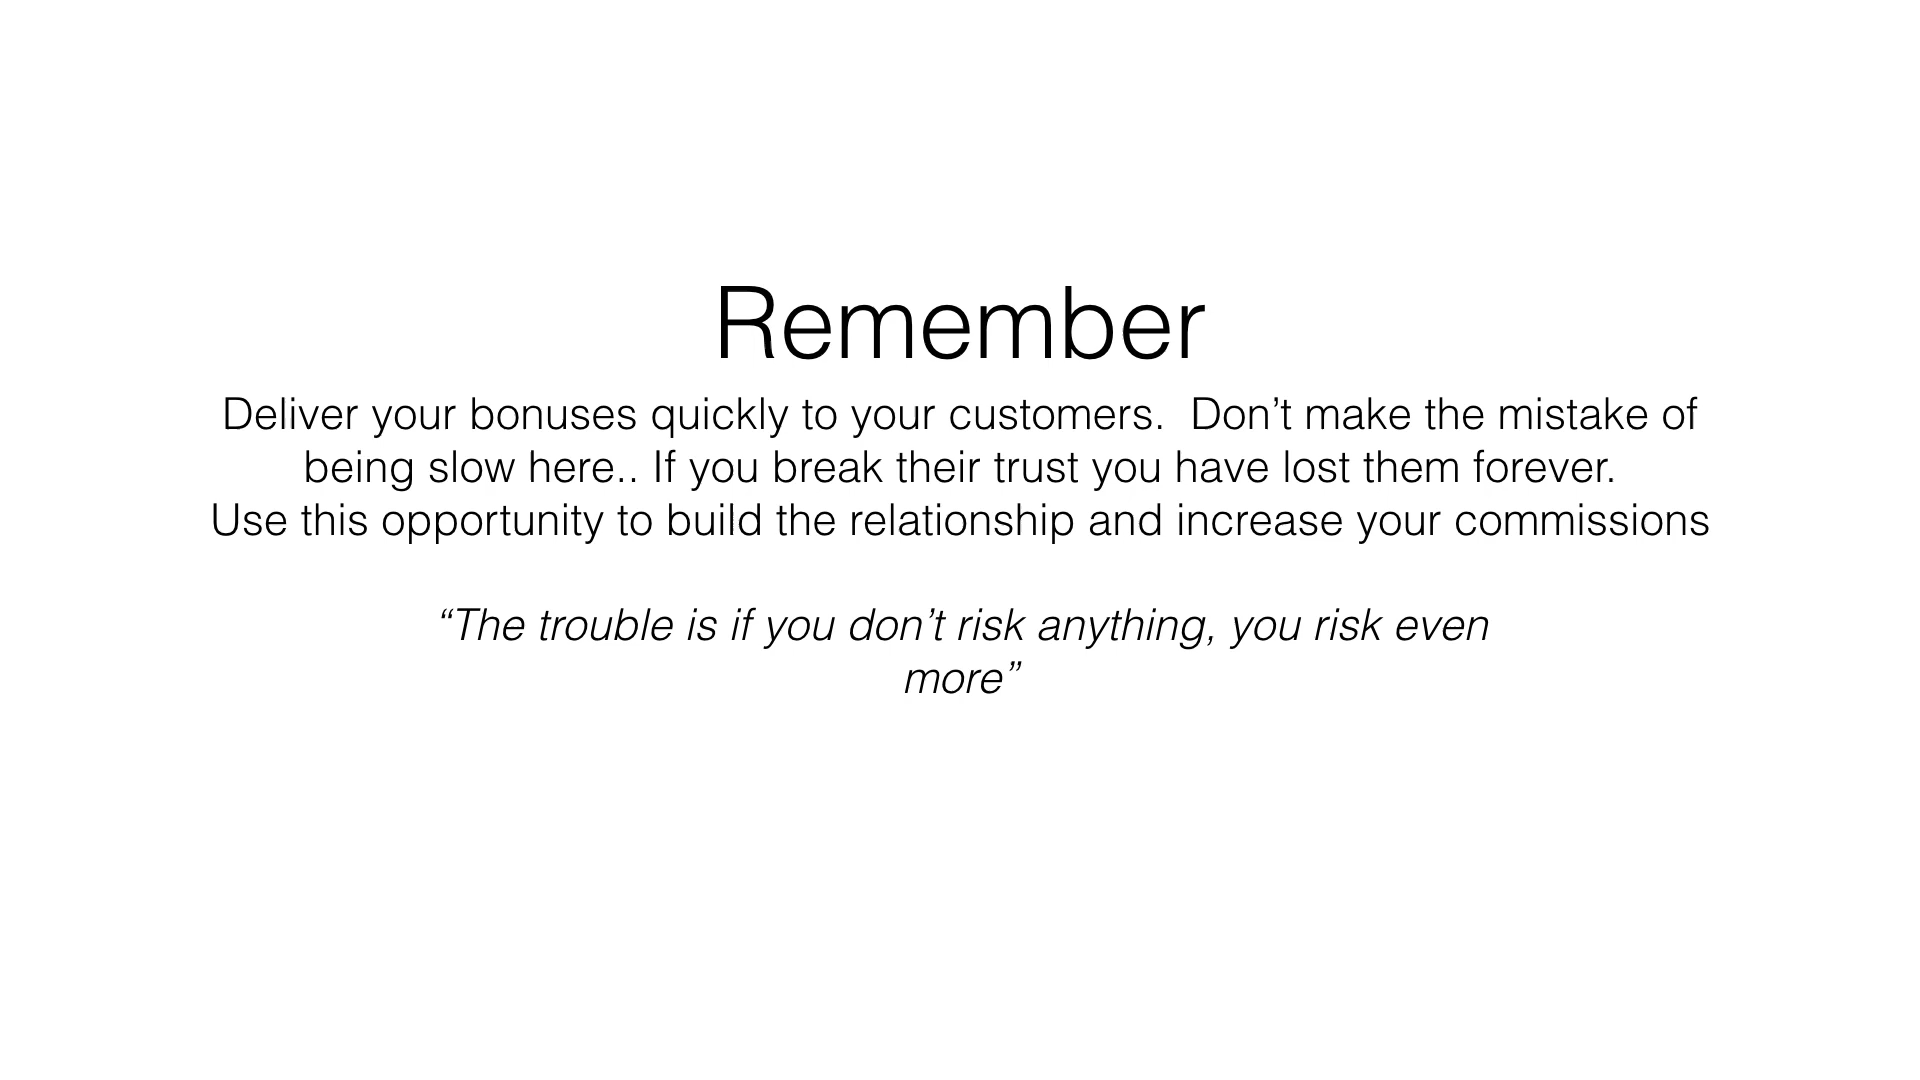 Remember
Deliver your bonuses quickly to your customers.  Don’t make the mistake of
being slow here.. If you break their trust you have lost them forever.
Use this opportunity to build the relationship and increase your commissions
“The trouble is if you don’t risk anything, you risk even
more”